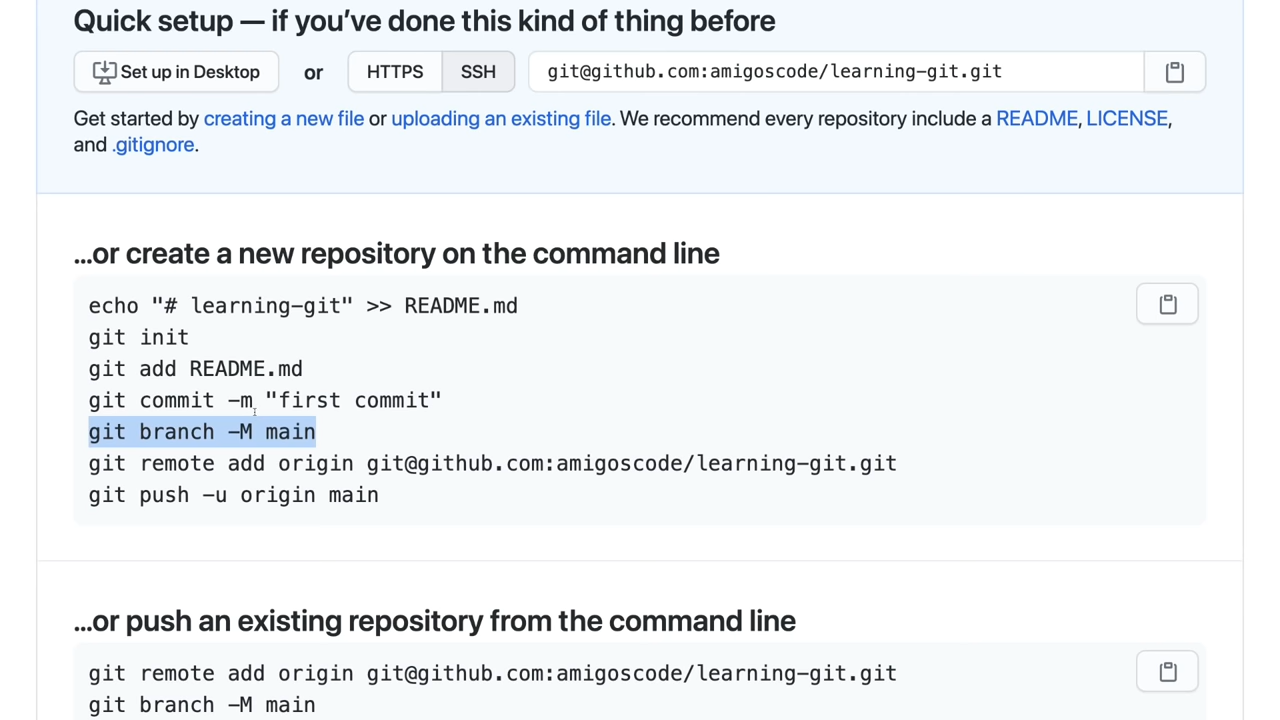 Quick setup — if you’ve done this kind of thing before
Set up in Desktop or HTTPS SSH git@github.com:amigoscode/learning-git.git
Get started by creating a new file or uploading an existing file. We recommend every repository include a README, LICENSE,
and .gitignore.
…or create a new repository on the command line
echo "# learning-git" >> README.md
git init
git add README.md
git commit -m "first commit"
git branch -M main
git remote add origin git@github.com:amigoscode/learning-git.git
git push -u origin main
…or push an existing repository from the command line
git remote add origin git@github.com:amigoscode/learning-git.git
git branch -M main